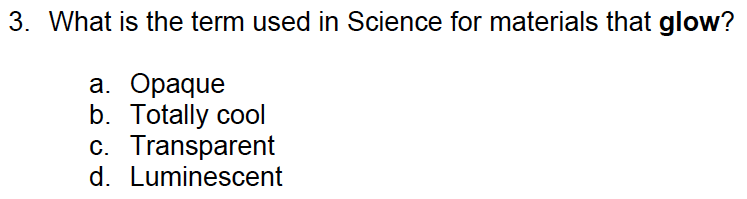 3. What is the term used in Science for materials that glow?
a. Opaque
b. Totally cool
c. Transparent
d. Luminescent